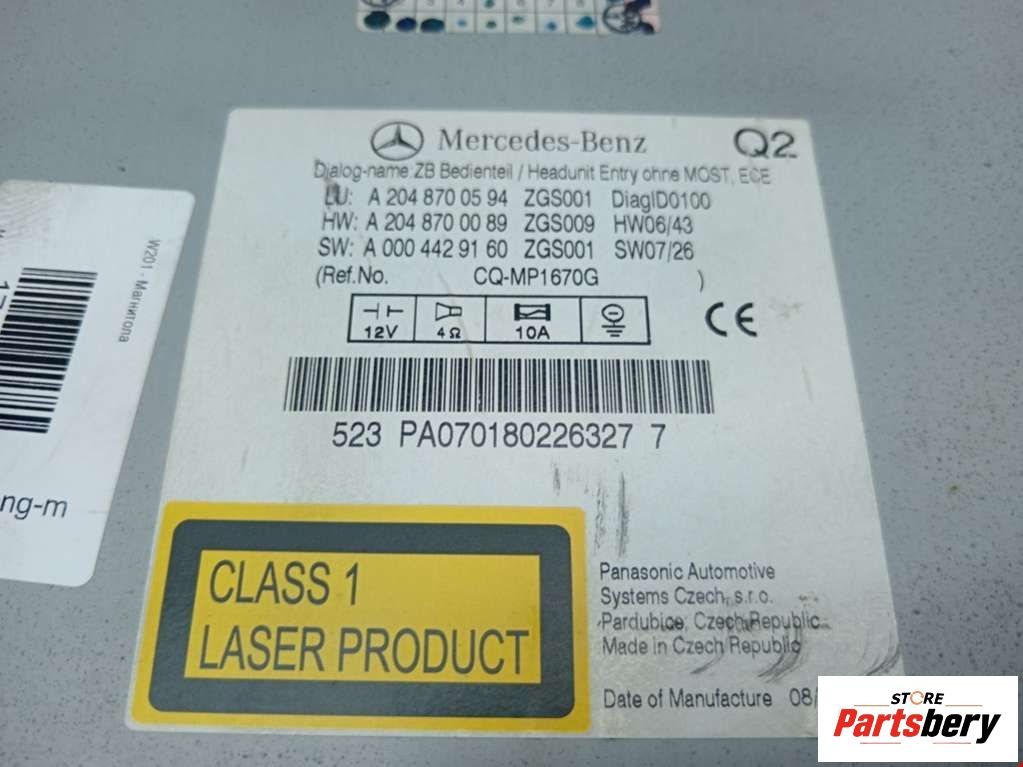 Mercedes-Benz Q2
Dialog-name: ZB Bedienteil / Headunit Entry ohne MOST, ECE
LU: A 204 870 05 94 ZGS001 DiagID0100
HW: A 204 870 00 89 ZGS009 HW06/43
SW: A 000 442 91 60 ZGS001 SW07/26
(Ref.No. CQ-MP1670G )
12V 4Ω 10A
CE
523 PA070180226327 7
CLASS 1
LASER PRODUCT
Panasonic Automotive
Systems Czech, s.r.o.
Pardubice, Czech Republic
Made in Czech Republic
Date of Manufacture 08/
W201 - Магнитола
ng-m
STORE
Partsbery